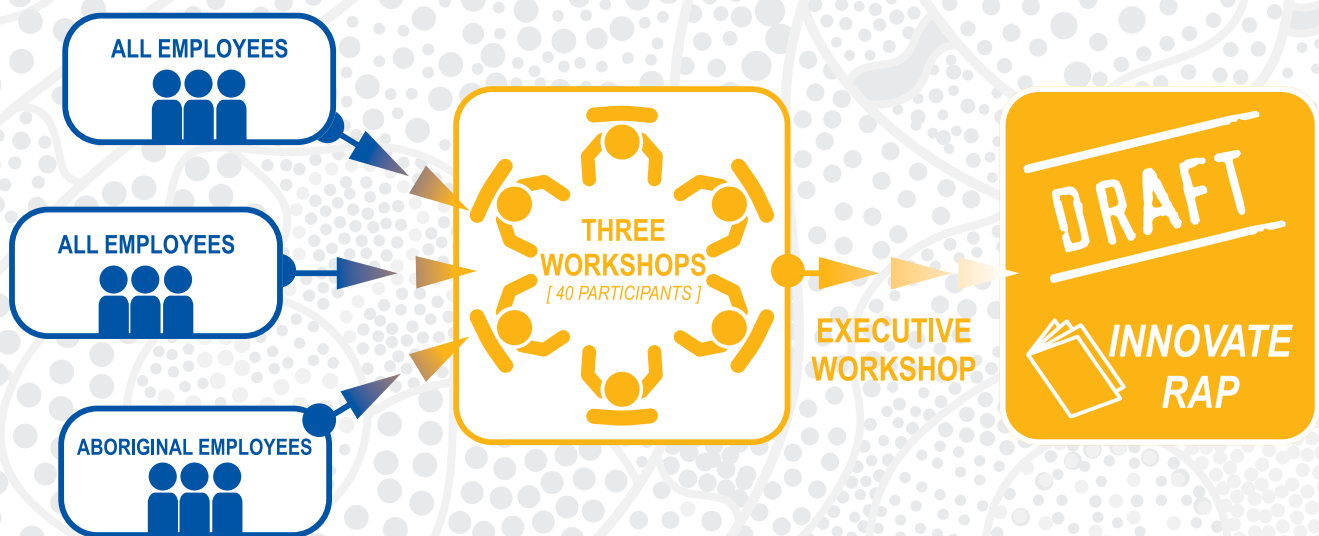 ALL EMPLOYEES
ALL EMPLOYEES
ABORIGINAL EMPLOYEES
THREE
WORKSHOPS
[ 40 PARTICIPANTS ]
EXECUTIVE
WORKSHOP
DRAFT
INNOVATE
RAP